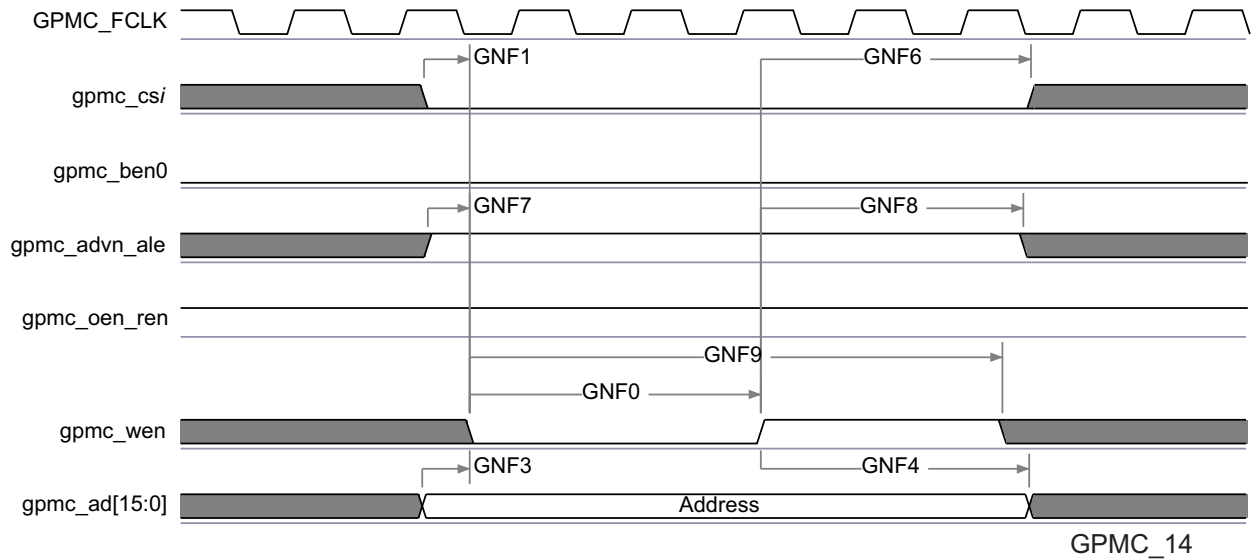 GPMC_FCLK
GNF1
GNF6
gpmc_csi
gpmc_ben0
GNF7
GNF8
gpmc_advn_ale
gpmc_oen_ren
GNF9
GNF0
gpmc_wen
GNF3
GNF4
gpmc_ad[15:0]
Address
GPMC_14